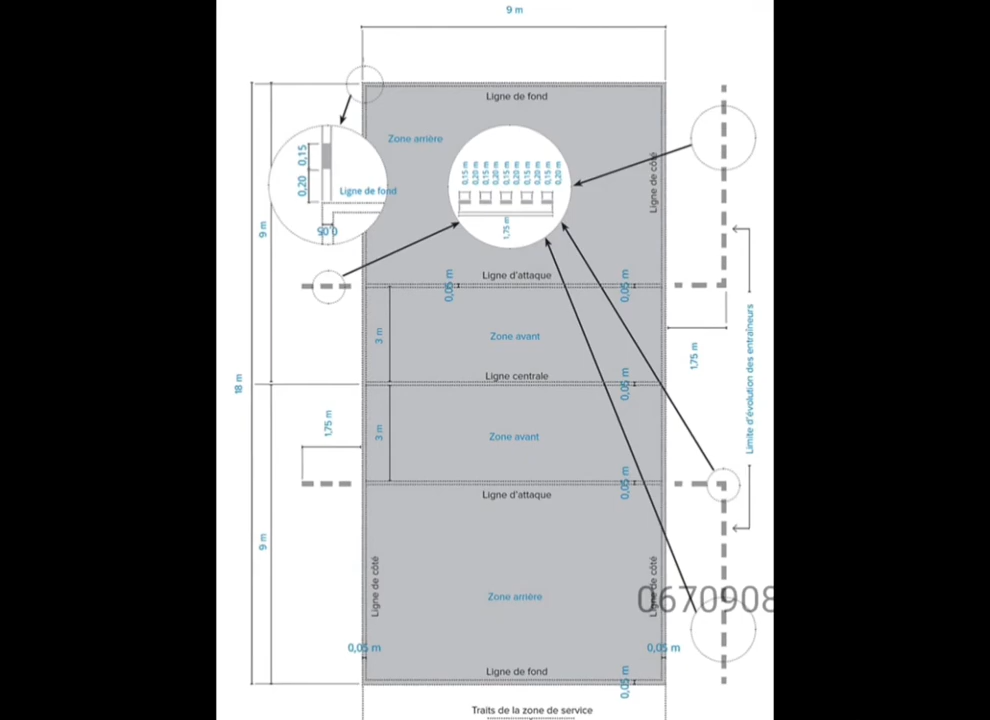 9 m
Ligne de fond
Zone arrière
0,15
0,20
Ligne de fond
0,05
0,15 m
0,20 m
0,15 m
0,20 m
0,15 m
0,20 m
0,15 m
0,20 m
0,15 m
0,20 m
1,75 m
Ligne de côté
9 m
Ligne d'attaque
0,05 m
0,05 m
3 m
Zone avant
1,75 m
Limite d'évolution des entraîneurs
Ligne centrale
0,05 m
18 m
1,75 m
3 m
Zone avant
0,05 m
Ligne d'attaque
9 m
Ligne de côté
Ligne de côté
Zone arrière
0670908
0,05 m
0,05 m
Ligne de fond
0,05 m
Traits de la zone de service